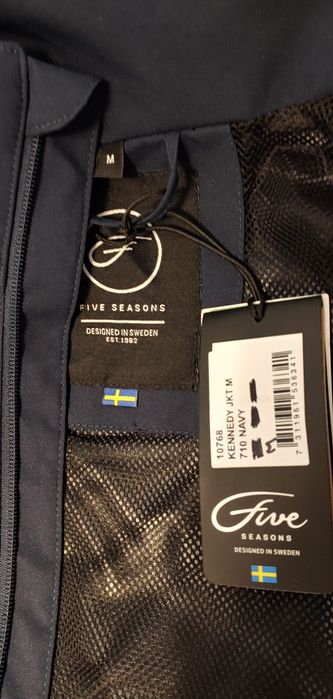 M
F
FIVE SEASONS
DESIGNED IN SWEDEN
EST.1982
10768
KENNEDY JKT M
710 NAVY
M
7 311961 536341
Five
SEASONS
DESIGNED IN SWEDEN